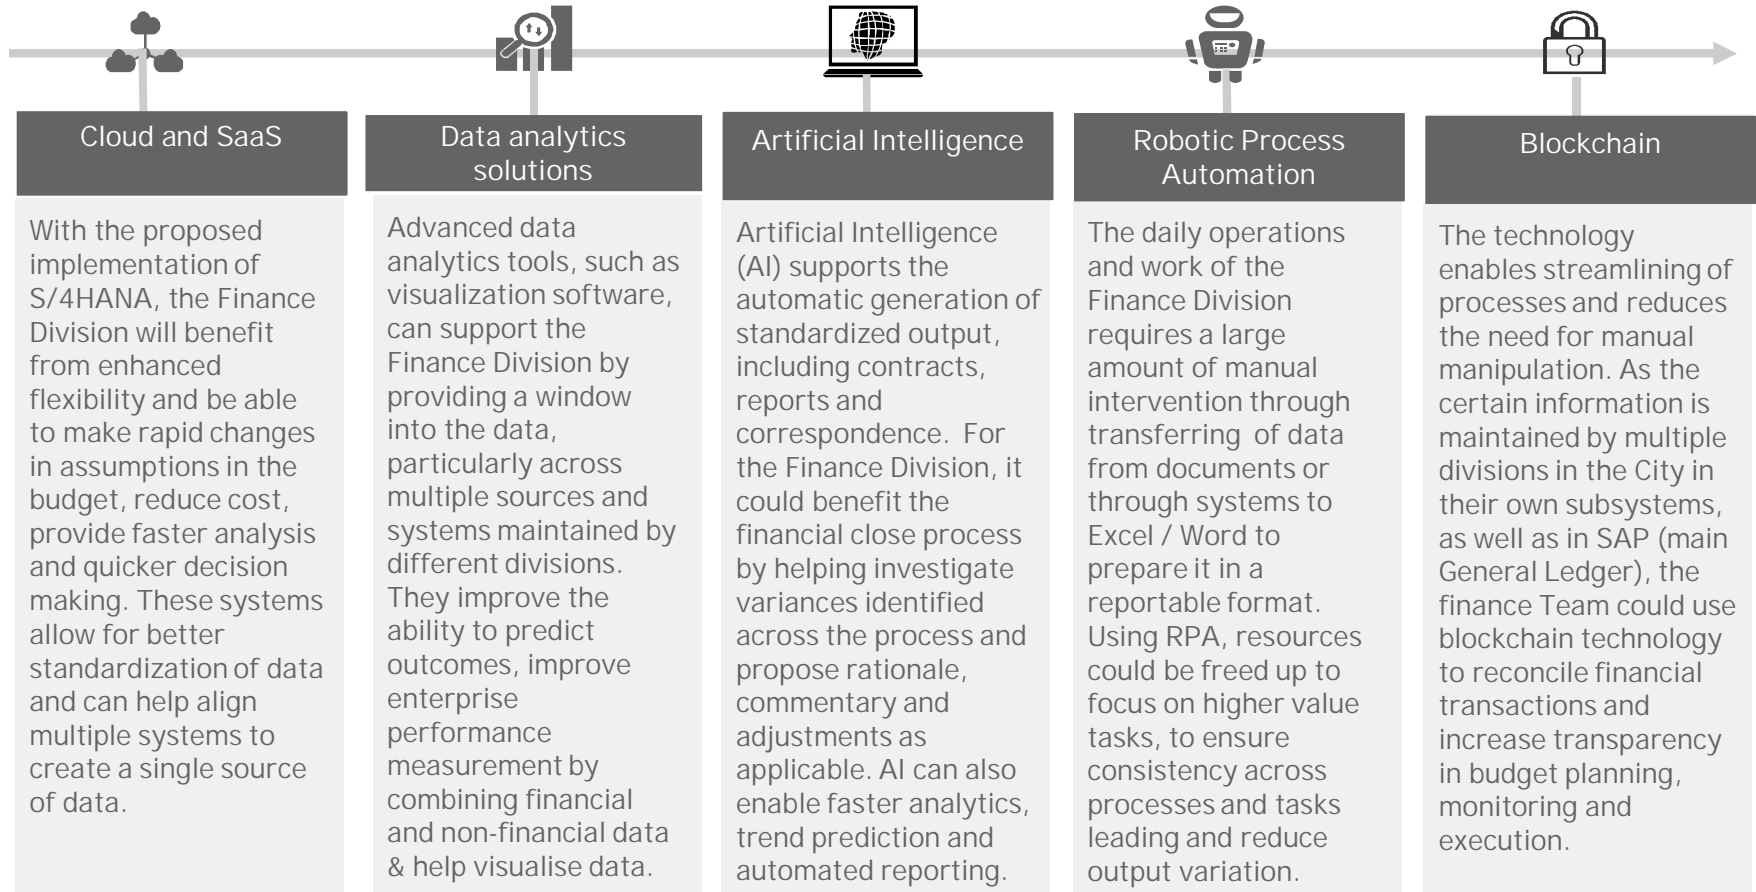 Cloud and SaaS
With the proposed
implementation of
S/4HANA, the Finance
Division will benefit
from enhanced
flexibility and be able
to make rapid changes
in assumptions in the
budget, reduce cost,
provide faster analysis
and quicker decision
making. These systems
allow for better
standardization of data
and can help align
multiple systems to
create a single source
of data.
Data analytics
solutions
Advanced data
analytics tools, such as
visualization software,
can support the
Finance Division by
providing a window
into the data,
particularly across
multiple sources and
systems maintained by
different divisions.
They improve the
ability to predict
outcomes, improve
enterprise
performance
measurement by
combining financial
and non-financial data
& help visualise data.
Artificial Intelligence
Artificial Intelligence
(AI) supports the
automatic generation of
standardized output,
including contracts,
reports and
correspondence.  For
the Finance Division, it
could benefit the
financial close process
by helping investigate
variances identified
across the process and
propose rationale,
commentary and
adjustments as
applicable. AI can also
enable faster analytics,
trend prediction and
automated reporting.
Robotic Process
Automation
The daily operations
and work of the
Finance Division
requires a large
amount of manual
intervention through
transferring  of data
from documents or
through systems to
Excel / Word to
prepare it in a
reportable format.
Using RPA, resources
could be freed up to
focus on higher value
tasks, to ensure
consistency across
processes and tasks
leading and reduce
output variation.
Blockchain
The technology
enables streamlining of
processes and reduces
the need for manual
manipulation. As the
certain information is
maintained by multiple
divisions in the City in
their own subsystems,
as well as in SAP (main
General Ledger), the
finance Team could use
blockchain technology
to reconcile financial
transactions and
increase transparency
in budget planning,
monitoring and
execution.